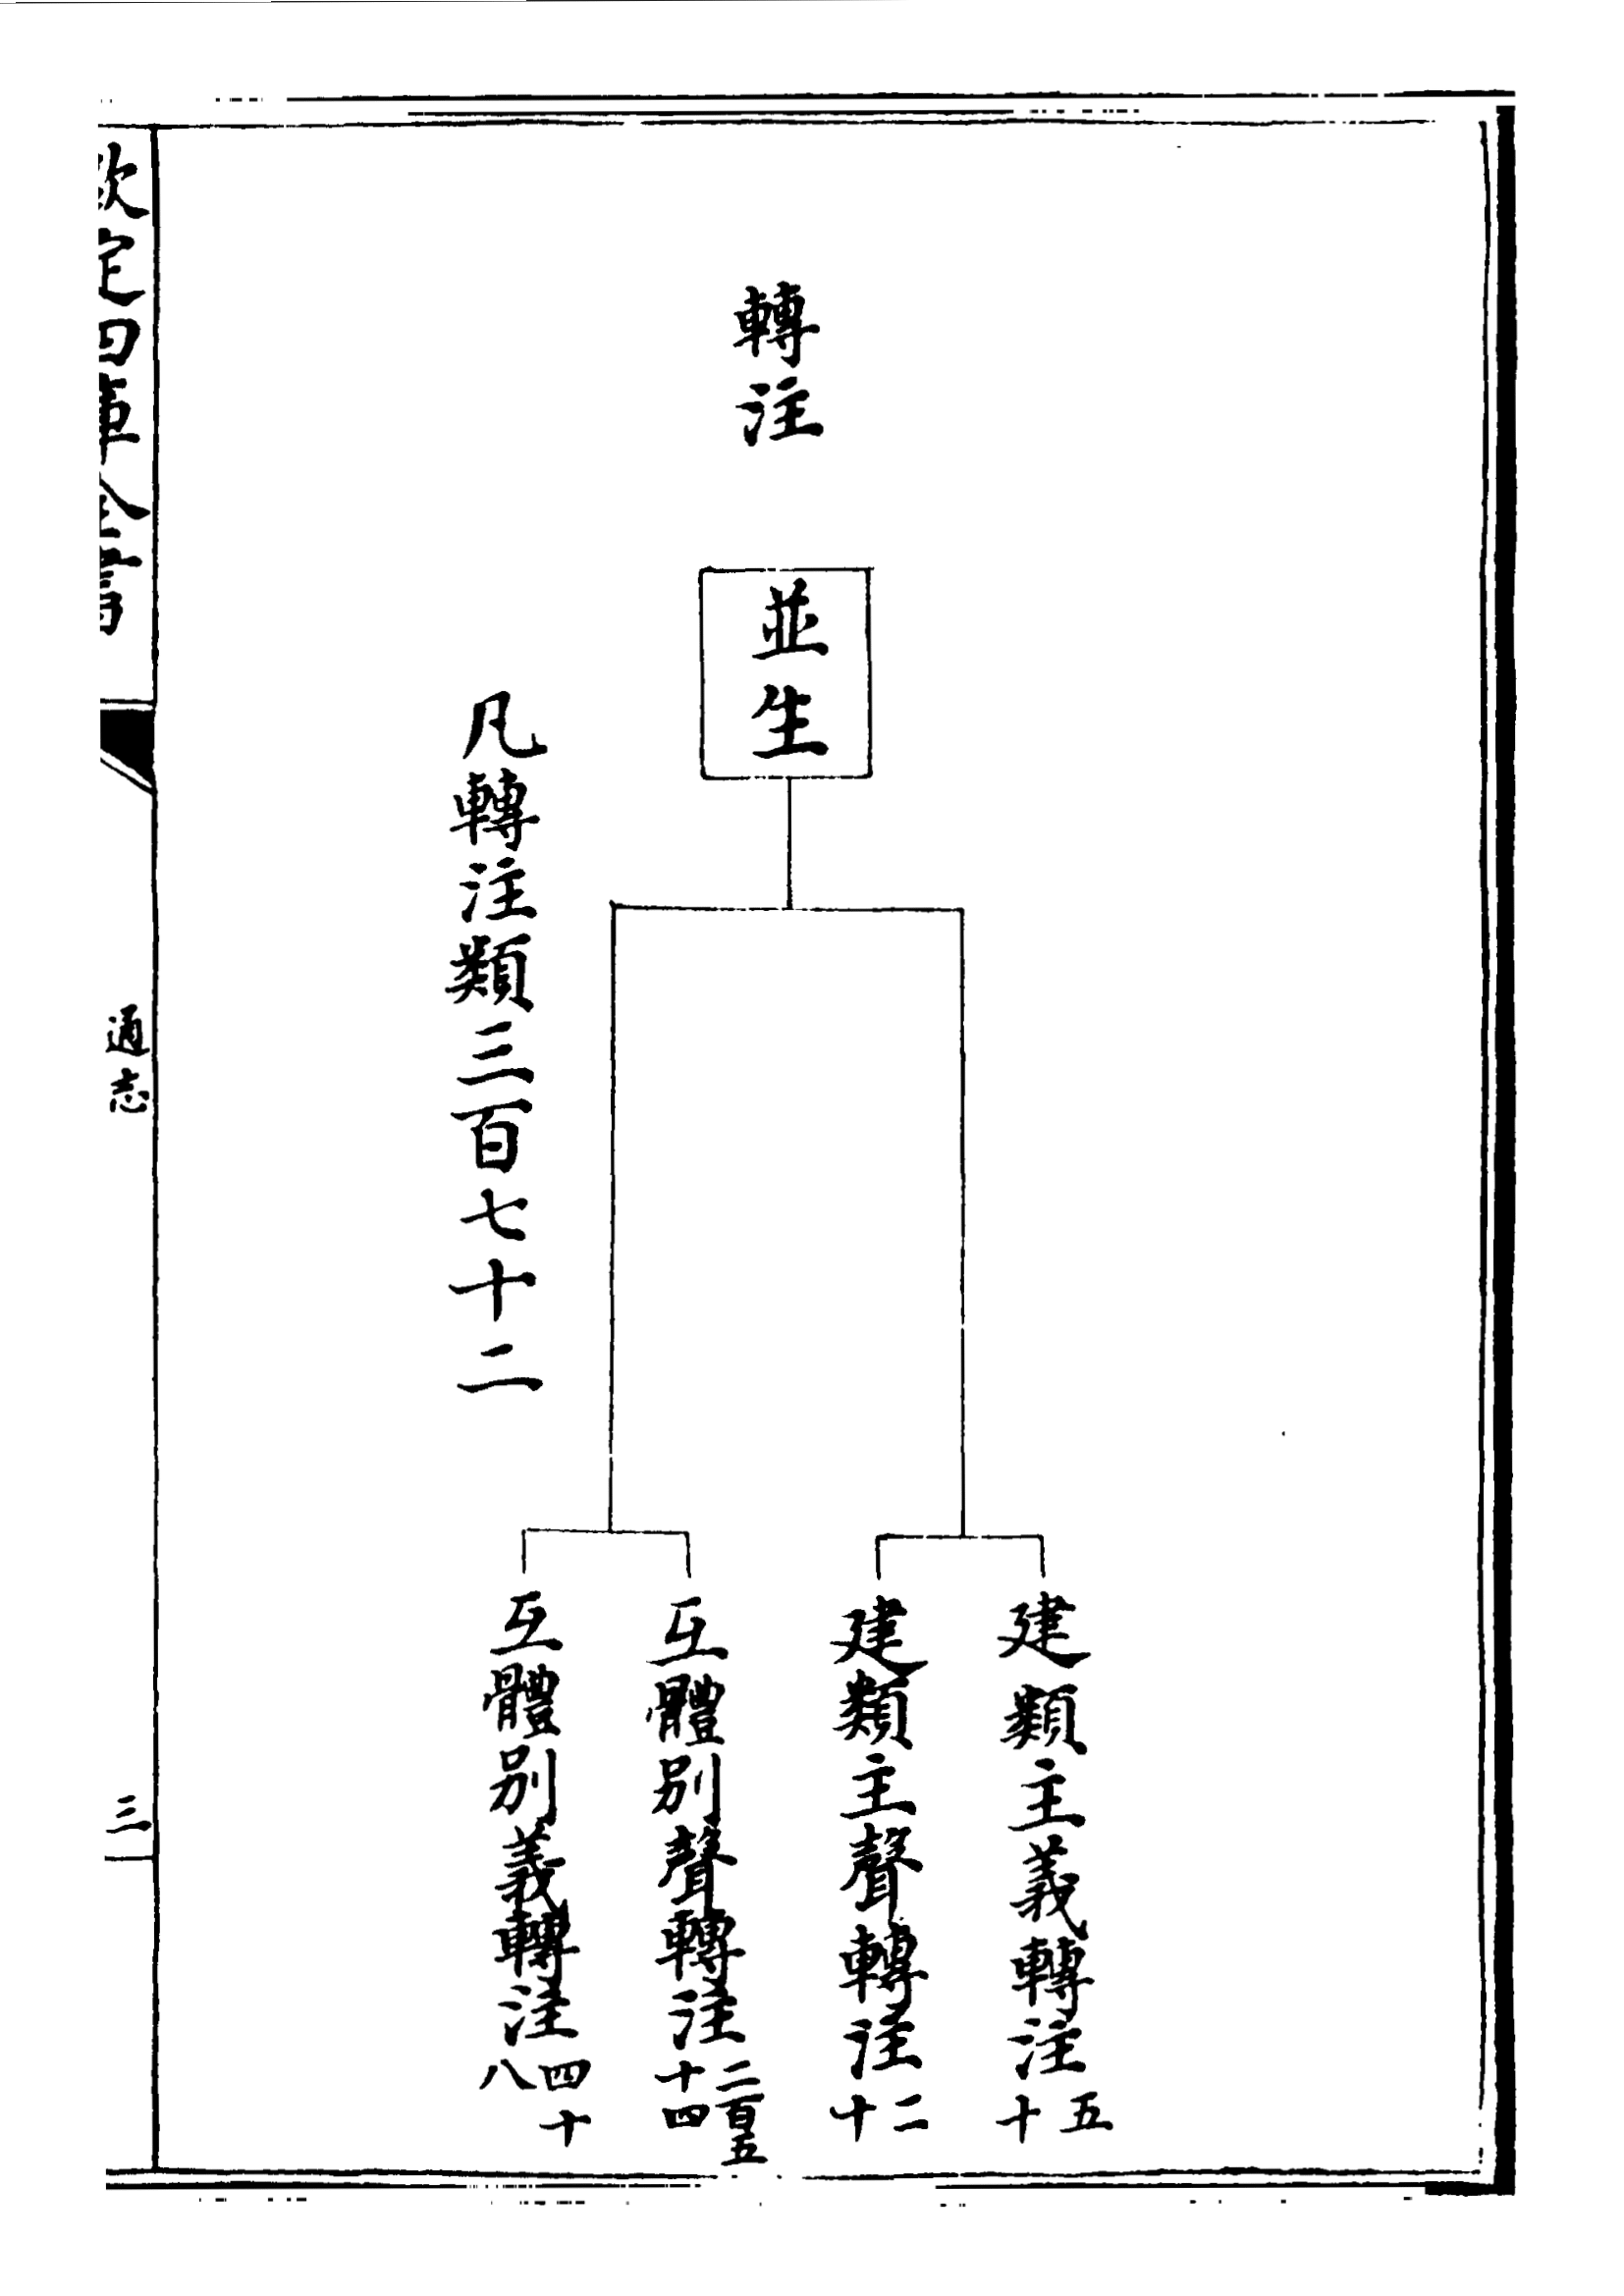 轉注
並生
建類主義轉注五十
建類主聲轉注二十
互體别聲轉注二百五十四
互體别義轉注四十八
凡轉注類三百七十二
欽定四庫全書
通志
三